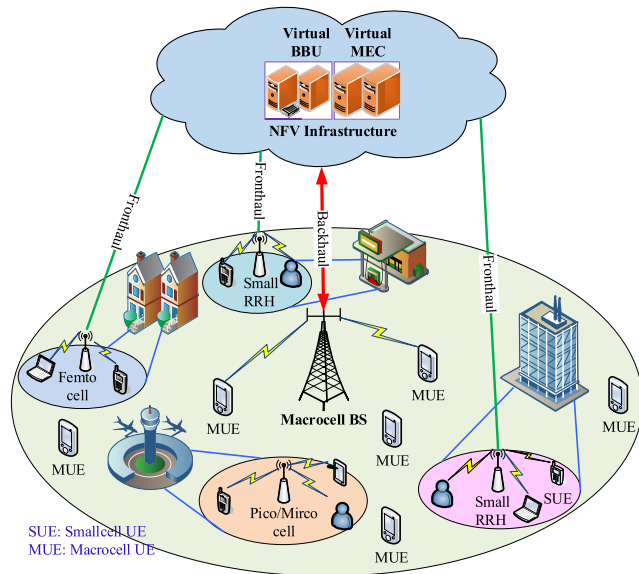 Virtual
BBU
Virtual
MEC
NFV Infrastructure
Fronthaul
Fronthaul
Backhaul
Fronthaul
Small
RRH
Femto
cell
Macrocell BS
MUE
MUE
MUE
MUE
MUE
MUE
Pico/Mirco
cell
Small
RRH
SUE
SUE: Smallcell UE
MUE: Macrocell UE